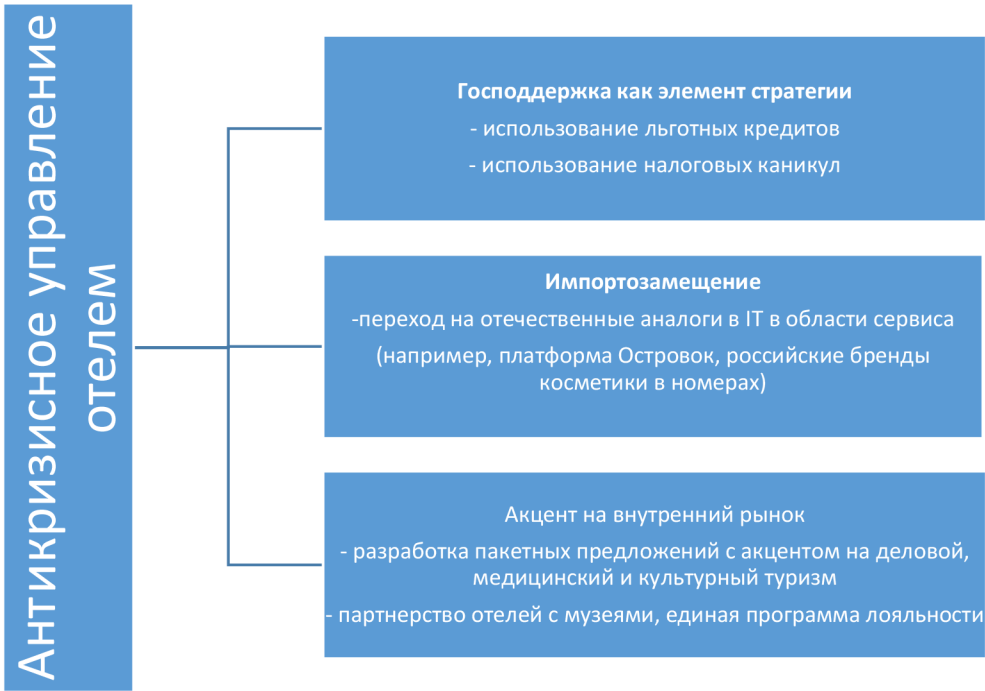 Антикризисное управление
отелем
Господдержка как элемент стратегии
- использование льготных кредитов
- использование налоговых каникул
Импортозамещение
-переход на отечественные аналоги в IT в области сервиса
(например, платформа Островок, российские бренды
косметики в номерах)
Акцент на внутренний рынок
- разработка пакетных предложений с акцентом на деловой,
медицинский и культурный туризм
- партнерство отелей с музеями, единая программа лояльности